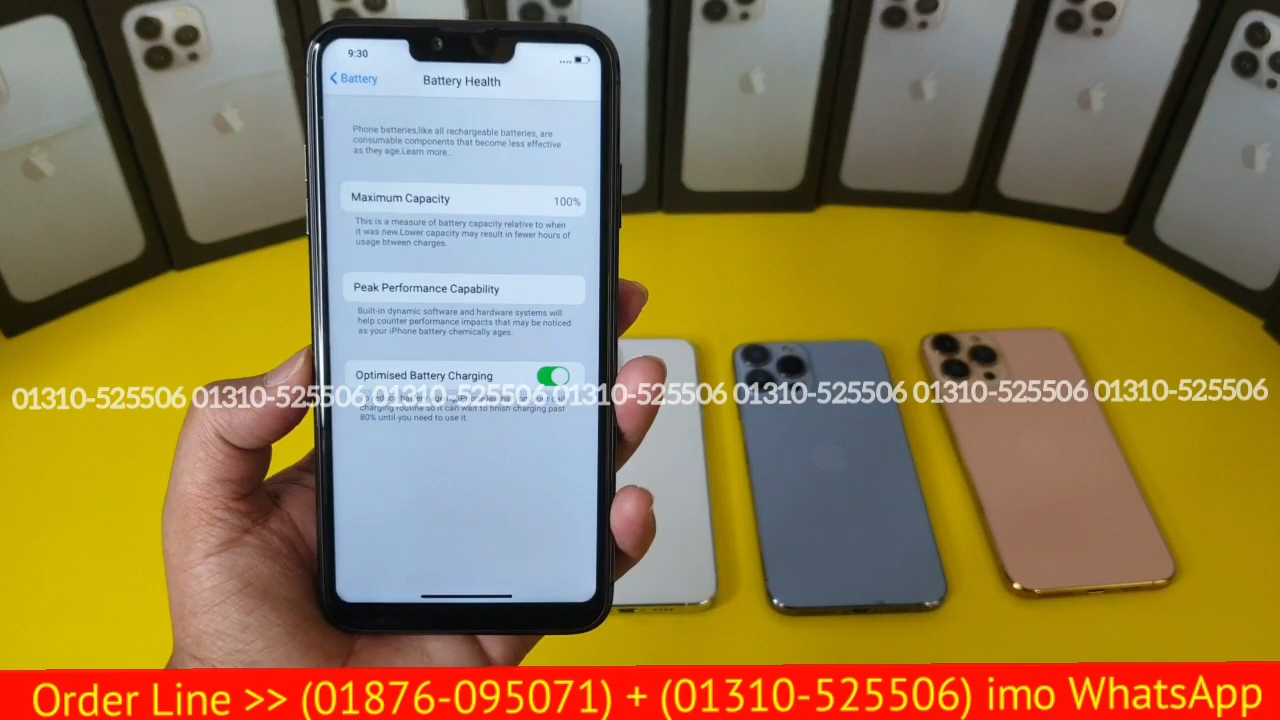 9:30
Battery
Battery Health
Phone batteries,like all rechargeable batteries, are
consumable components that become less effective
as they age.Learn more...
Maximum Capacity 100%
This is a measure of battery capacity relative to when
it was new.Lower capacity may result in fewer hours of
usage btween charges.
Peak Performance Capability
Built-in dynamic software and hardware systems will
help counter performance impacts that may be noticed
as your iPhone battery chemically ages.
Optimised Battery Charging
01310-525506 01310-525506 01310-525506 01310-525506 01310-525506 01310-525506 01310-525506
charging routine so it can wait to finish charging past
80% until you need to use it.
Order Line >> (01876-095071) + (01310-525506) imo WhatsApp